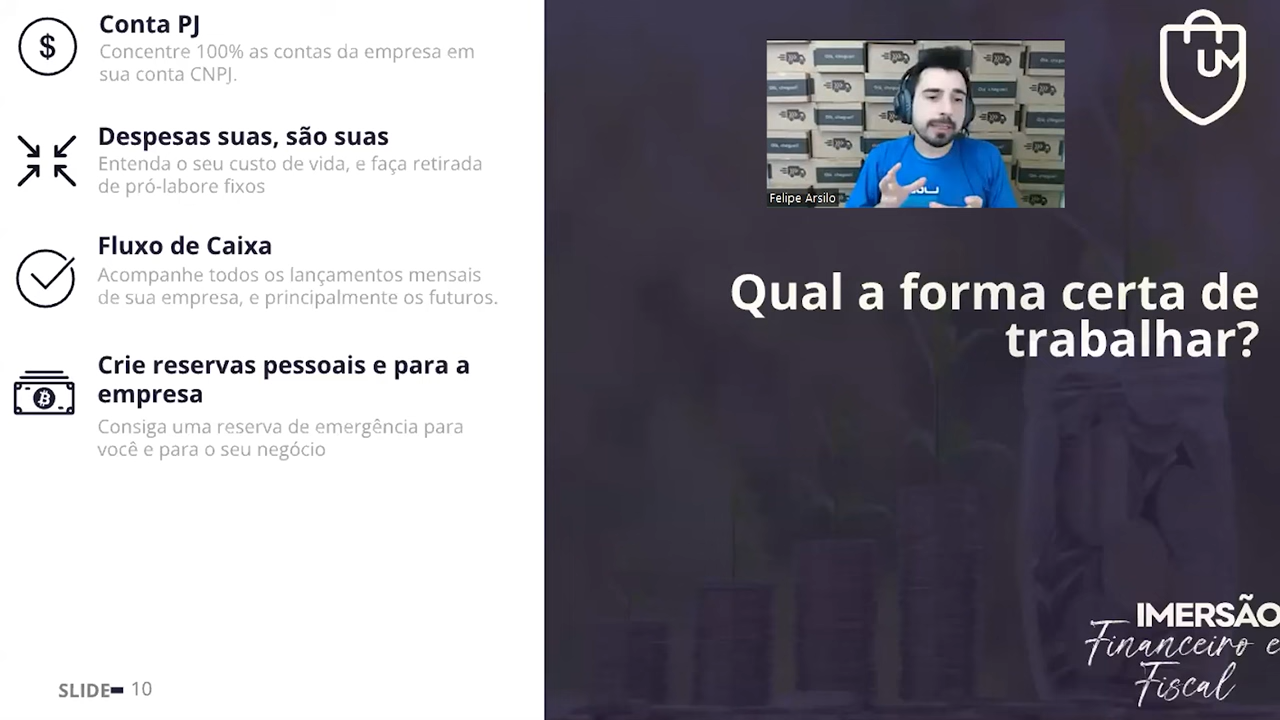 Conta PJ
Concentre 100% as contas da empresa em
sua conta CNPJ.
Despesas suas, são suas
Entenda o seu custo de vida, e faça retirada
de pró-labore fixos
Fluxo de Caixa
Acompanhe todos os lançamentos mensais
de sua empresa, e principalmente os futuros.
Crie reservas pessoais e para a
empresa
Consiga uma reserva de emergência para
você e para o seu negócio
SLIDE 10
UM
Felipe Arsilo
Qual a forma certa de
trabalhar?
IMERSÃO
Financeiro e
Fiscal